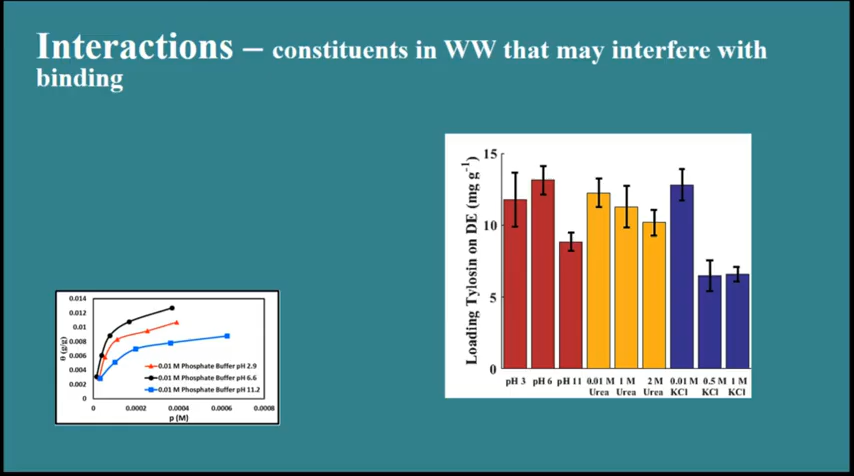 Interactions – constituents in WW that may interfere with
binding
0.014
0.012
0.01
0.008
0.006
0.004
0.002
0
θ (g/g)
0.01 M Phosphate Buffer pH 2.9
0.01 M Phosphate Buffer pH 6.6
0.01 M Phosphate Buffer pH 11.2
0 0.0002 0.0004 0.0006 0.0008
p (M)
Loading Tylosin on DE (mg g-1)
15
10
5
0
pH 3 pH 6 pH 11 0.01 M 1 M 2 M 0.01 M 0.5 M 1 M
Urea Urea Urea KCl KCl KCl